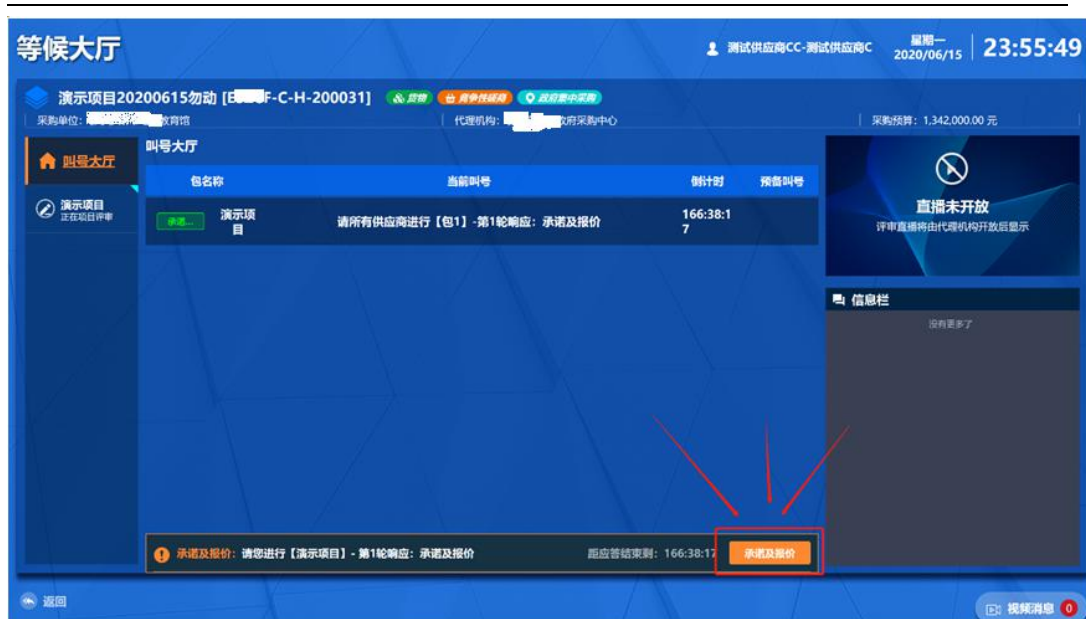 等候大厅
测试供应商CC-测试供应商C
星期一
2020/06/15
23:55:49
演示项目20200615勿动 [E F-C-H-200031] 货物 竞争性磋商 政府集中采购
采购单位: 育馆 代理机构: 政府采购中心 采购预算: 1,342,000.00 元
叫号大厅
演示项目
正在项目评审
叫号大厅
包名称 当前叫号 倒计时 预备叫号
承诺... 演示项目 请所有供应商进行【包1】-第1轮响应: 承诺及报价 166:38:17
直播未开放
评审直播将由代理机构开放后显示
信息栏
没有更多了
承诺及报价: 请您进行【演示项目】- 第1轮响应: 承诺及报价 距应答结束剩: 166:38:17 承诺及报价
返回
视频消息 0